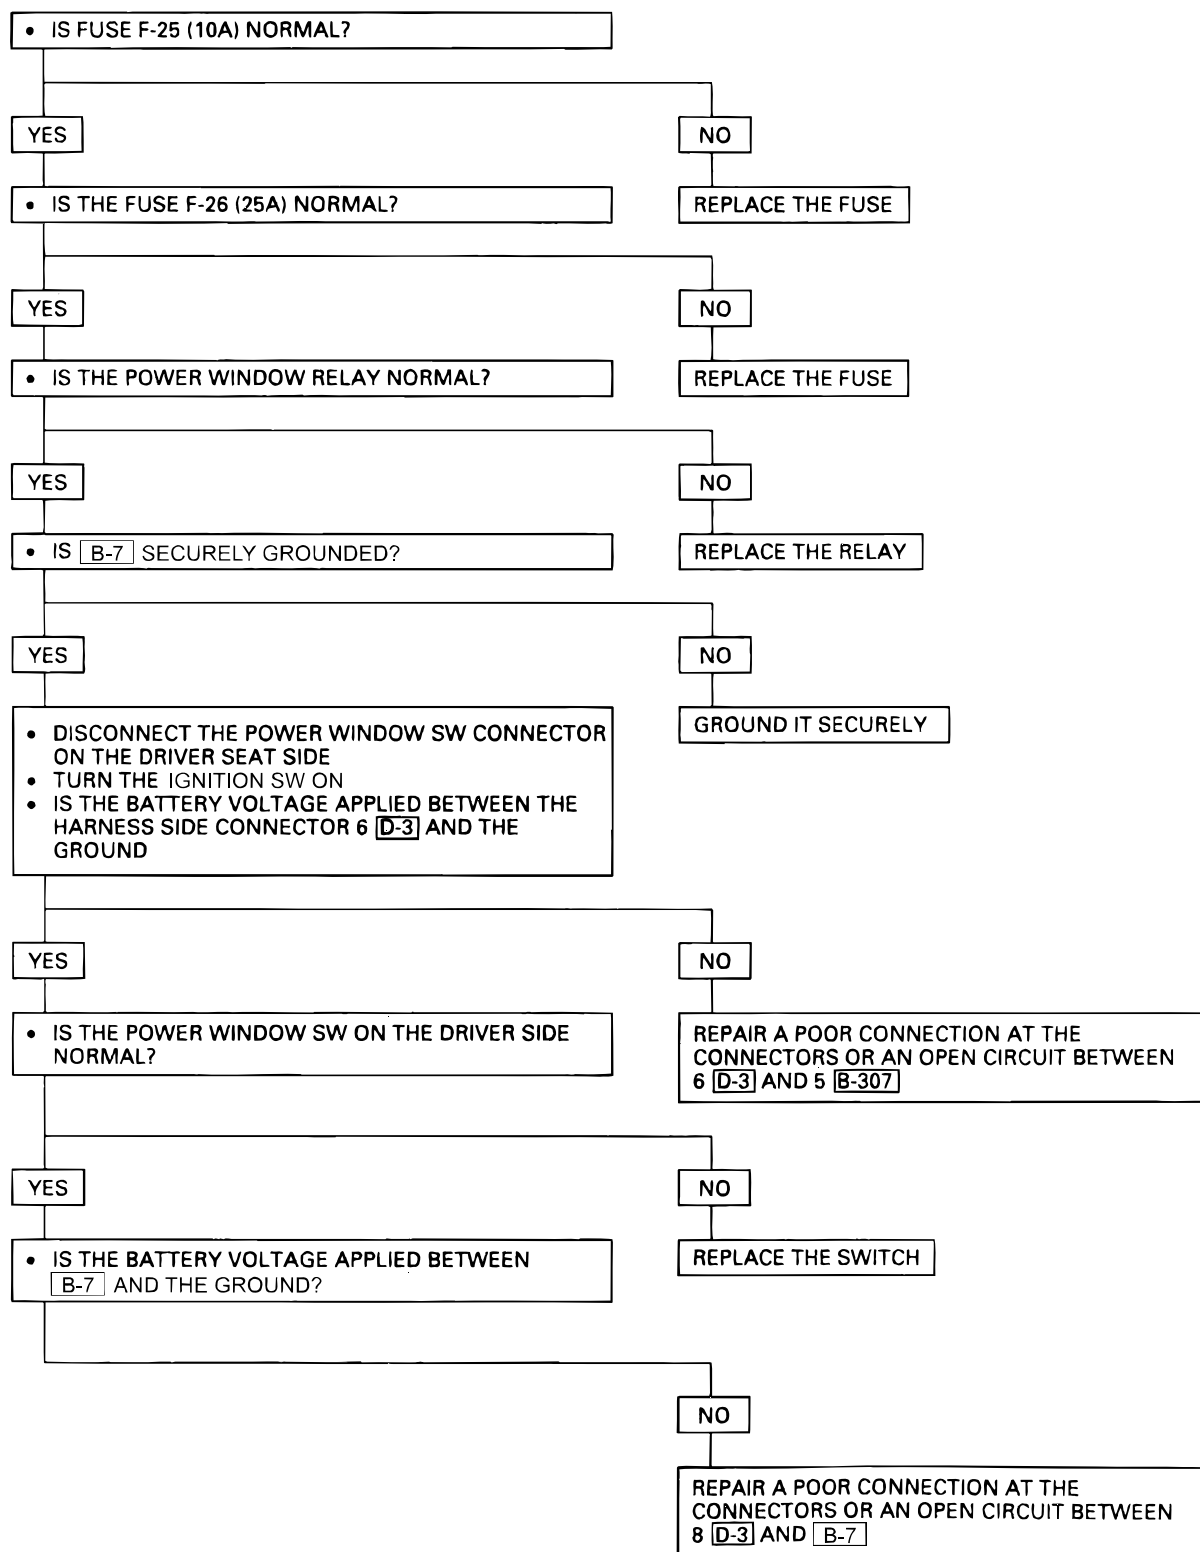 • IS FUSE F-25 (10A) NORMAL?
YES
NO
• IS THE FUSE F-26 (25A) NORMAL?
REPLACE THE FUSE
YES
NO
• IS THE POWER WINDOW RELAY NORMAL?
REPLACE THE FUSE
YES
NO
• IS B-7 SECURELY GROUNDED?
REPLACE THE RELAY
YES
NO
• DISCONNECT THE POWER WINDOW SW CONNECTOR
ON THE DRIVER SEAT SIDE
• TURN THE IGNITION SW ON
• IS THE BATTERY VOLTAGE APPLIED BETWEEN THE
HARNESS SIDE CONNECTOR 6 D-3 AND THE
GROUND
GROUND IT SECURELY
YES
NO
• IS THE POWER WINDOW SW ON THE DRIVER SIDE
NORMAL?
REPAIR A POOR CONNECTION AT THE
CONNECTORS OR AN OPEN CIRCUIT BETWEEN
6 D-3 AND 5 B-307
YES
NO
• IS THE BATTERY VOLTAGE APPLIED BETWEEN
B-7 AND THE GROUND?
REPLACE THE SWITCH
NO
REPAIR A POOR CONNECTION AT THE
CONNECTORS OR AN OPEN CIRCUIT BETWEEN
8 D-3 AND B-7